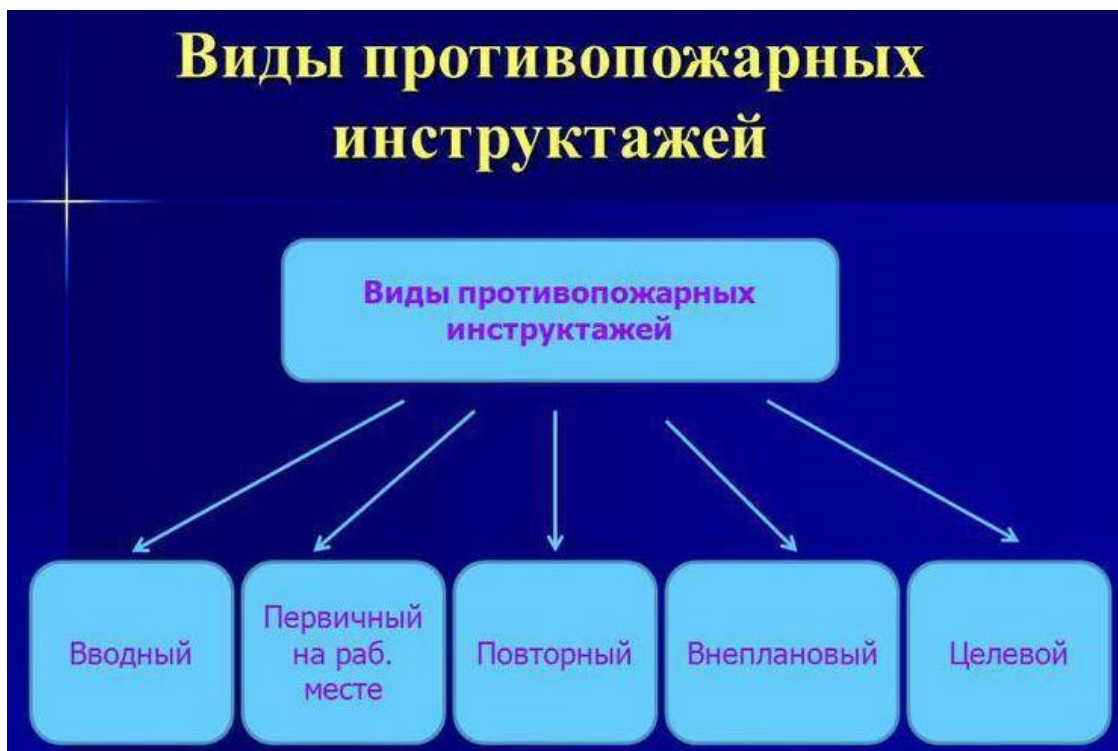 Виды противопожарных
инструктажей
Виды противопожарных
инструктажей
Вводный
Первичный
на раб.
месте
Повторный
Внеплановый
Целевой